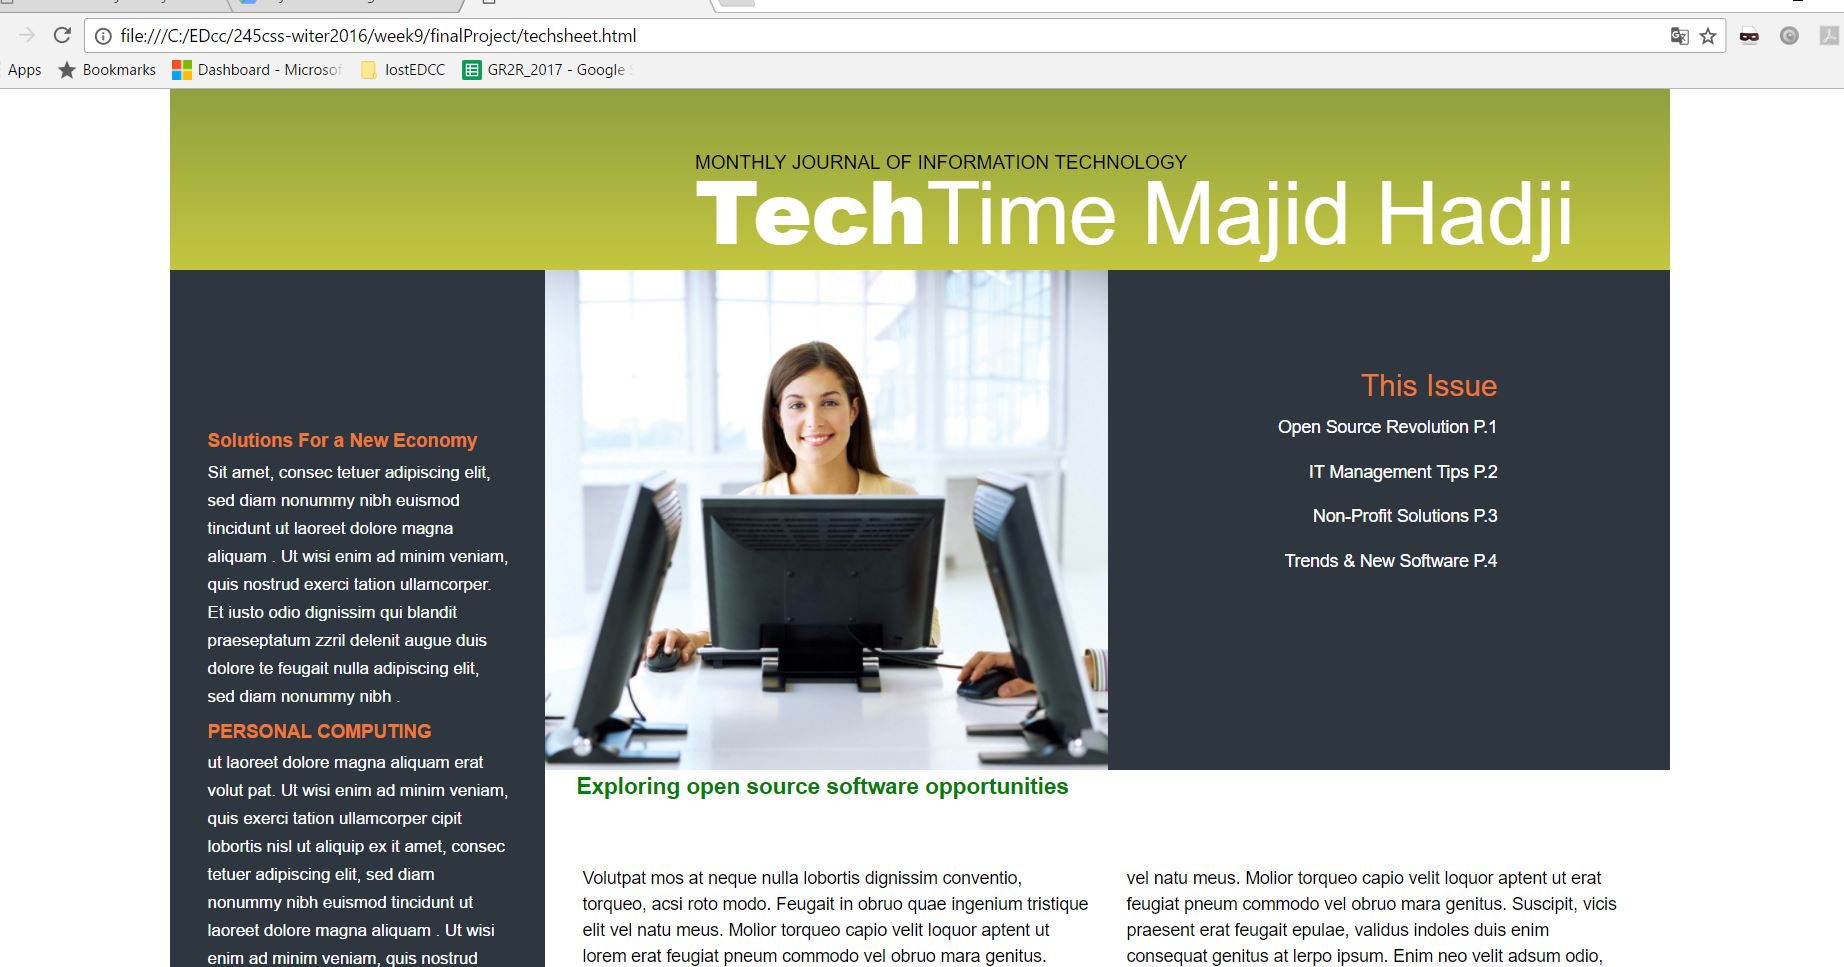 file:///C:/EDcc/245css-witer2016/week9/finalProject/techsheet.html
Apps Bookmarks Dashboard - Microsof lostEDCC GR2R_2017 - Google
MONTHLY JOURNAL OF INFORMATION TECHNOLOGY
TechTime Majid Hadji
Solutions For a New Economy
Sit amet, consec tetuer adipiscing elit,
sed diam nonummy nibh euismod
tincidunt ut laoreet dolore magna
aliquam . Ut wisi enim ad minim veniam,
quis nostrud exerci tation ullamcorper.
Et iusto odio dignissim qui blandit
praeseptatum zzril delenit augue duis
dolore te feugait nulla adipiscing elit,
sed diam nonummy nibh .
PERSONAL COMPUTING
ut laoreet dolore magna aliquam erat
volut pat. Ut wisi enim ad minim veniam,
quis exerci tation ullamcorper cipit
lobortis nisl ut aliquip ex it amet, consec
tetuer adipiscing elit, sed diam
nonummy nibh euismod tincidunt ut
laoreet dolore magna aliquam . Ut wisi
enim ad minim veniam, quis nostrud
This Issue
Open Source Revolution P.1
IT Management Tips P.2
Non-Profit Solutions P.3
Trends & New Software P.4
Exploring open source software opportunities
Volutpat mos at neque nulla lobortis dignissim conventio,
torqueo, acsi roto modo. Feugait in obruo quae ingenium tristique
elit vel natu meus. Molior torqueo capio velit loquor aptent ut
lorem erat feugiat pneum commodo vel obruo mara genitus.
vel natu meus. Molior torqueo capio velit loquor aptent ut erat
feugiat pneum commodo vel obruo mara genitus. Suscipit, vicis
praesent erat feugait epulae, validus indoles duis enim
consequat genitus at lerpo ipsum. Enim neo velit adsum odio,